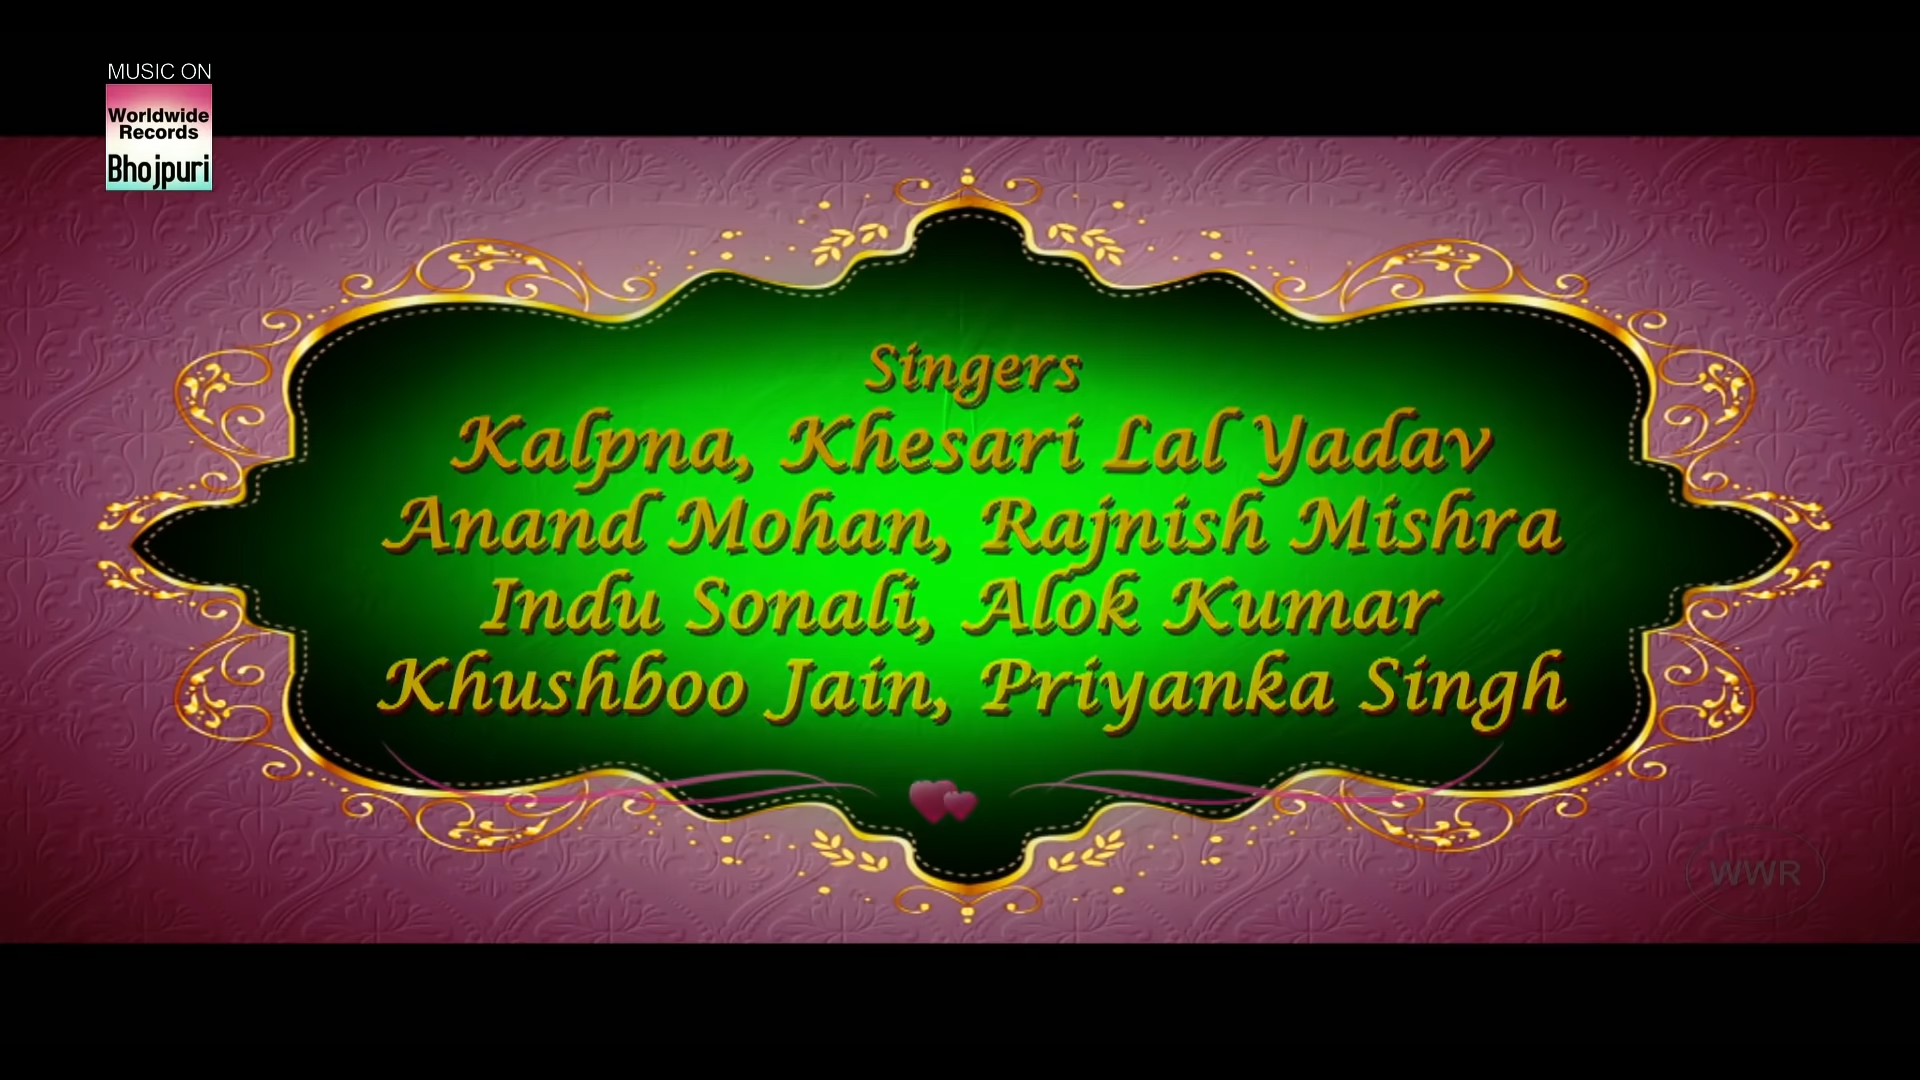 MUSIC ON
Worldwide
Records
Bhojpuri
Singers
Kalpna, Khesari Lal Yadav
Anand Mohan, Rajnish Mishra
Indu Sonali, Alok Kumar
Khushboo Jain, Priyanka Singh
WWR